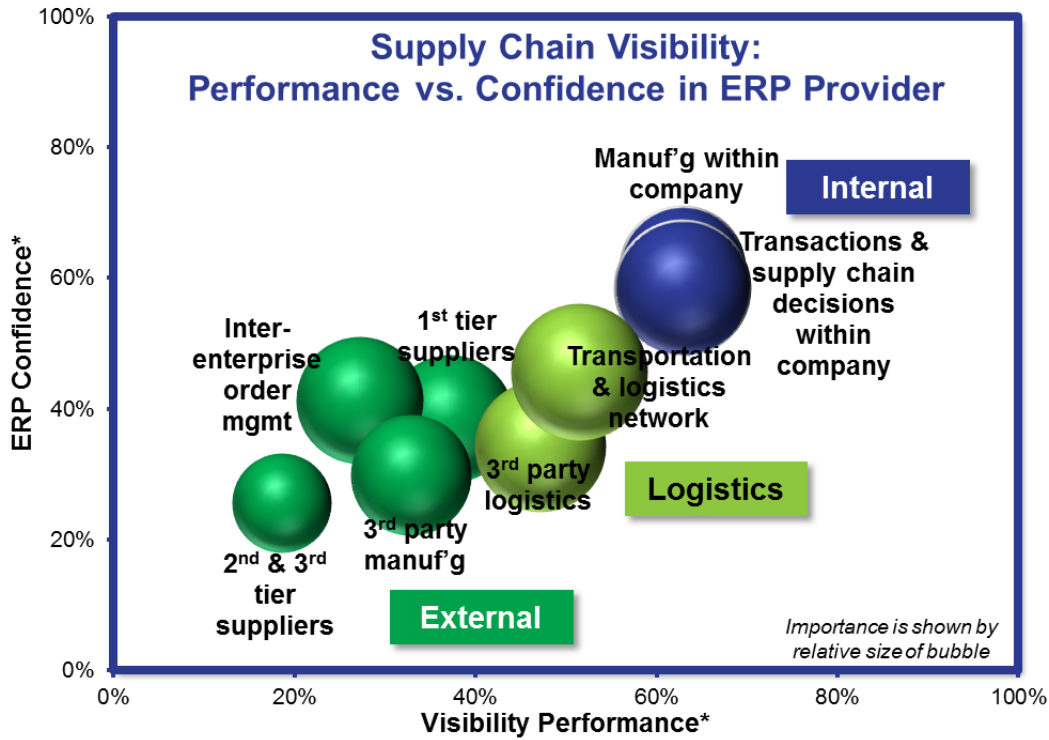 Supply Chain Visibility:
Performance vs. Confidence in ERP Provider
100%
80%
60%
40%
20%
0%
ERP Confidence*
Manuf’g within
company
Internal
Transactions &
supply chain
decisions
within
company
1st tier
suppliers
Inter-
enterprise
order
mgmt
Transportation
& logistics
network
3rd party
logistics
Logistics
3rd party
manuf’g
2nd & 3rd
tier
suppliers
External
Importance is shown by
relative size of bubble
0%
20%
40%
60%
80%
100%
Visibility Performance*